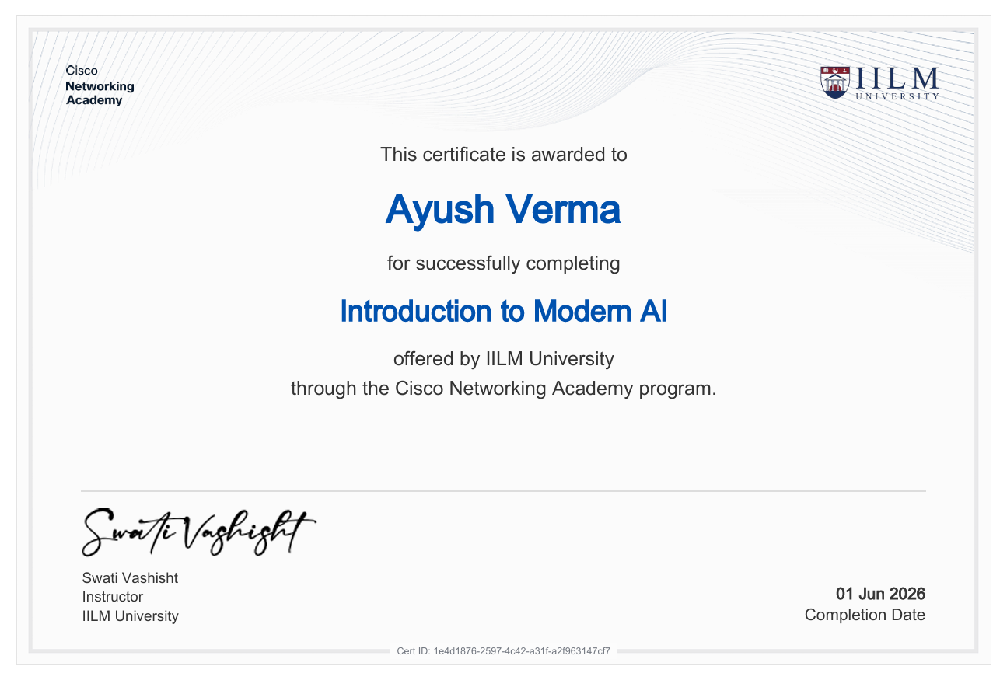 Cisco
Networking
Academy
IILM
UNIVERSITY
This certificate is awarded to
Ayush Verma
for successfully completing
Introduction to Modern AI
offered by IILM University
through the Cisco Networking Academy program.
Swati Vashisht
Swati Vashisht
Instructor
IILM University
01 Jun 2026
Completion Date
Cert ID: 1e4d1876-2597-4c42-a31f-a2f963147cf7